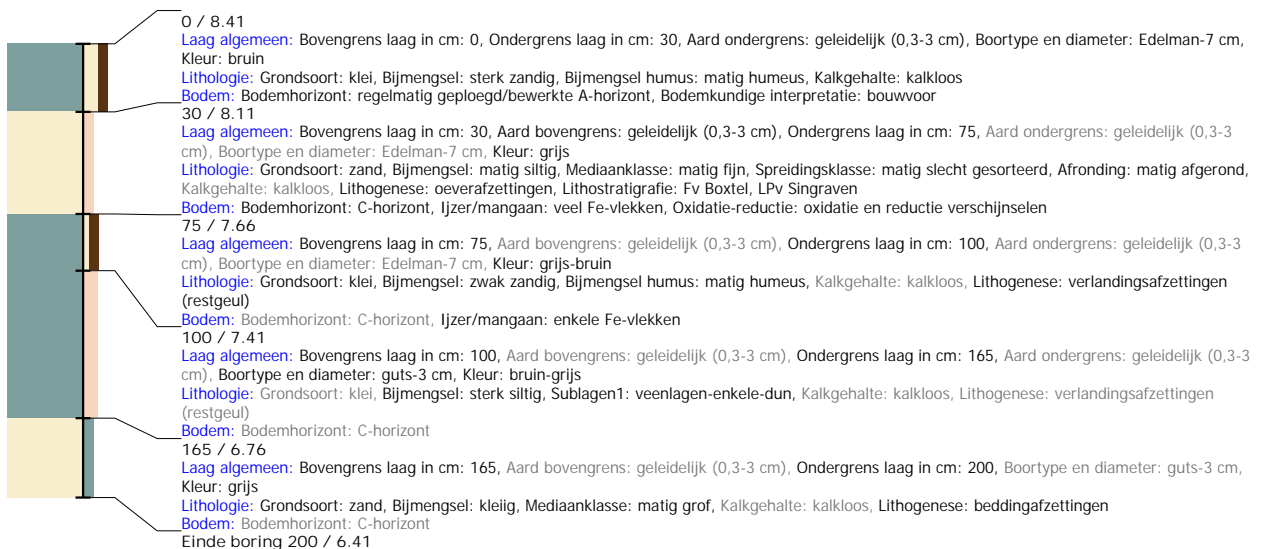 0 / 8.41
Laag algemeen: Bovengrens laag in cm: 0, Ondergrens laag in cm: 30, Aard ondergrens: geleidelijk (0,3-3 cm), Boortype en diameter: Edelman-7 cm,
Kleur: bruin
Lithologie: Grondsoort: klei, Bijmengsel: sterk zandig, Bijmengsel humus: matig humeus, Kalkgehalte: kalkloos
Bodem: Bodemhorizont: regelmatig geploegd/bewerkte A-horizont, Bodemkundige interpretatie: bouwvoor
30 / 8.11
Laag algemeen: Bovengrens laag in cm: 30, Aard bovengrens: geleidelijk (0,3-3 cm), Ondergrens laag in cm: 75, Aard ondergrens: geleidelijk (0,3-3
cm), Boortype en diameter: Edelman-7 cm, Kleur: grijs
Lithologie: Grondsoort: zand, Bijmengsel: matig siltig, Mediaanklasse: matig fijn, Spreidingsklasse: matig slecht gesorteerd, Afronding: matig afgerond,
Kalkgehalte: kalkloos, Lithogenese: oeverafzettingen, Lithostratigrafie: Fv Boxtel, LPv Singraven
Bodem: Bodemhorizont: C-horizont, Ijzer/mangaan: veel Fe-vlekken, Oxidatie-reductie: oxidatie en reductie verschijnselen
75 / 7.66
Laag algemeen: Bovengrens laag in cm: 75, Aard bovengrens: geleidelijk (0,3-3 cm), Ondergrens laag in cm: 100, Aard ondergrens: geleidelijk (0,3-3
cm), Boortype en diameter: Edelman-7 cm, Kleur: grijs-bruin
Lithologie: Grondsoort: klei, Bijmengsel: zwak zandig, Bijmengsel humus: matig humeus, Kalkgehalte: kalkloos, Lithogenese: verlandingsafzettingen
(restgeul)
Bodem: Bodemhorizont: C-horizont, Ijzer/mangaan: enkele Fe-vlekken
100 / 7.41
Laag algemeen: Bovengrens laag in cm: 100, Aard bovengrens: geleidelijk (0,3-3 cm), Ondergrens laag in cm: 165, Aard ondergrens: geleidelijk (0,3-3
cm), Boortype en diameter: guts-3 cm, Kleur: bruin-grijs
Lithologie: Grondsoort: klei, Bijmengsel: sterk siltig, Sublagen1: veenlagen-enkele-dun, Kalkgehalte: kalkloos, Lithogenese: verlandingsafzettingen
(restgeul)
Bodem: Bodemhorizont: C-horizont
165 / 6.76
Laag algemeen: Bovengrens laag in cm: 165, Aard bovengrens: geleidelijk (0,3-3 cm), Ondergrens laag in cm: 200, Boortype en diameter: guts-3 cm,
Kleur: grijs
Lithologie: Grondsoort: zand, Bijmengsel: kleiig, Mediaanklasse: matig grof, Kalkgehalte: kalkloos, Lithogenese: beddingafzettingen
Bodem: Bodemhorizont: C-horizont
Einde boring 200 / 6.41